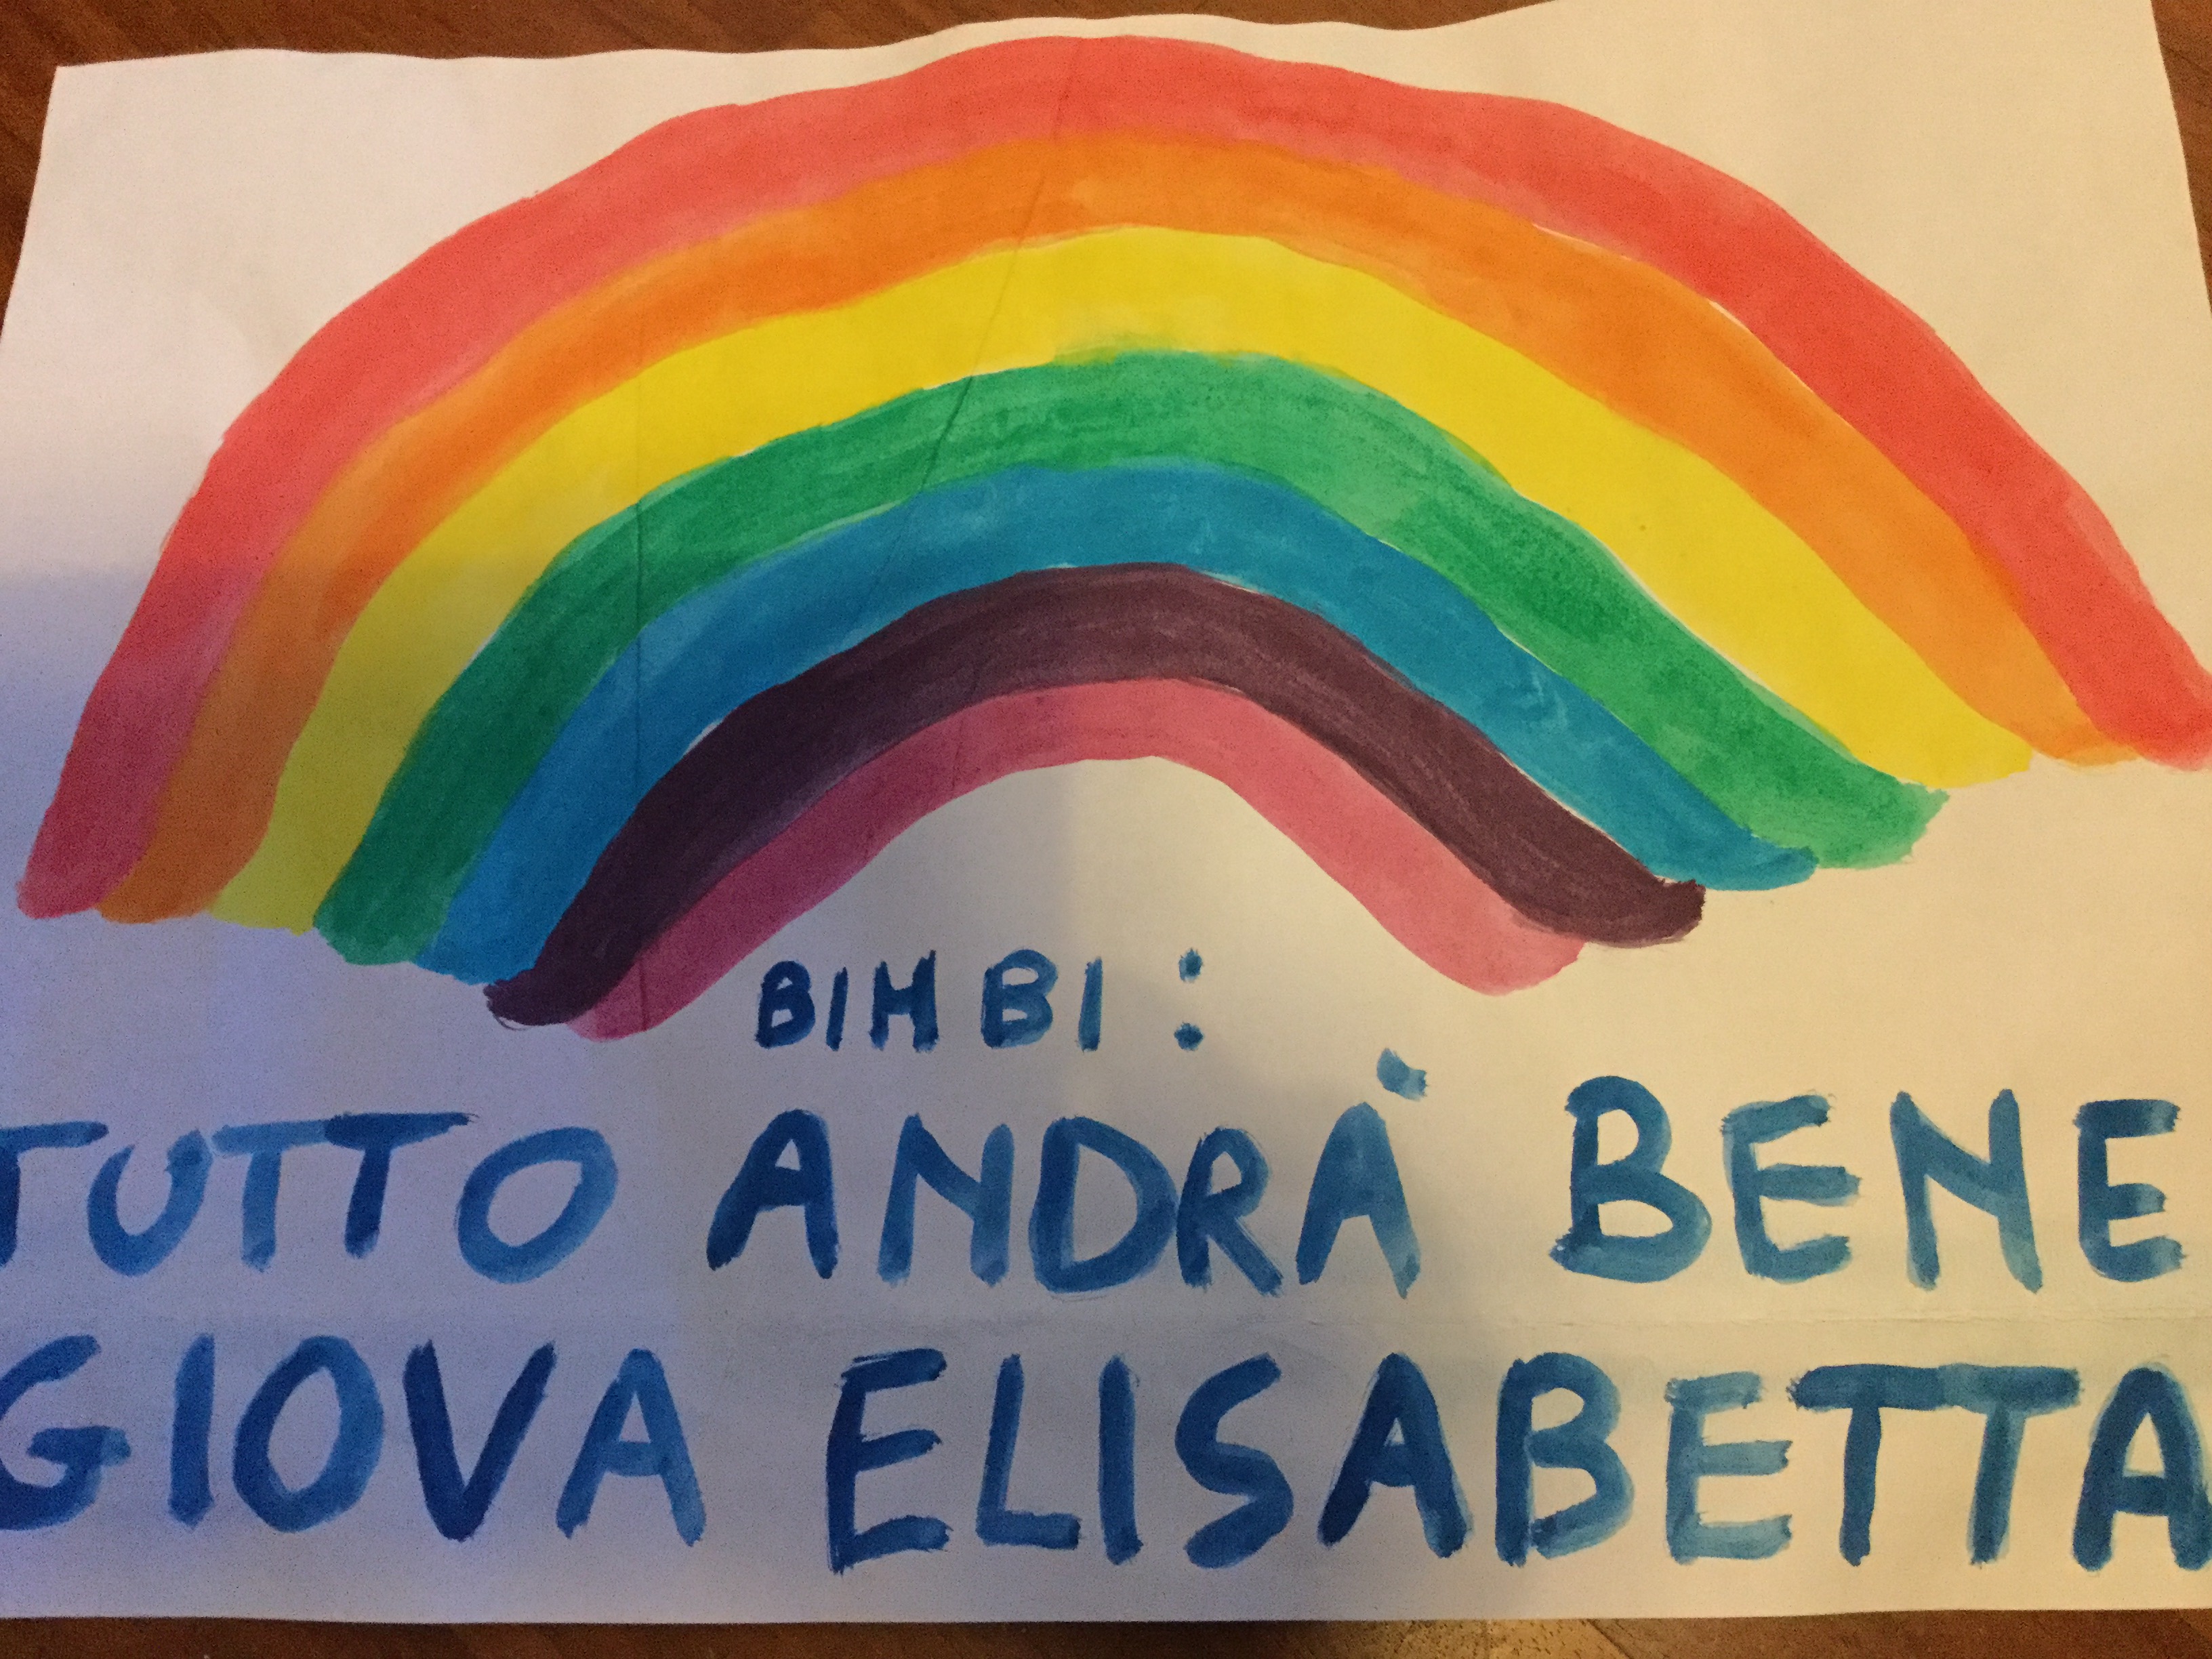 BIMBI :
TUTTO ANDRÀ BENE
GIOVA ELISABETTA